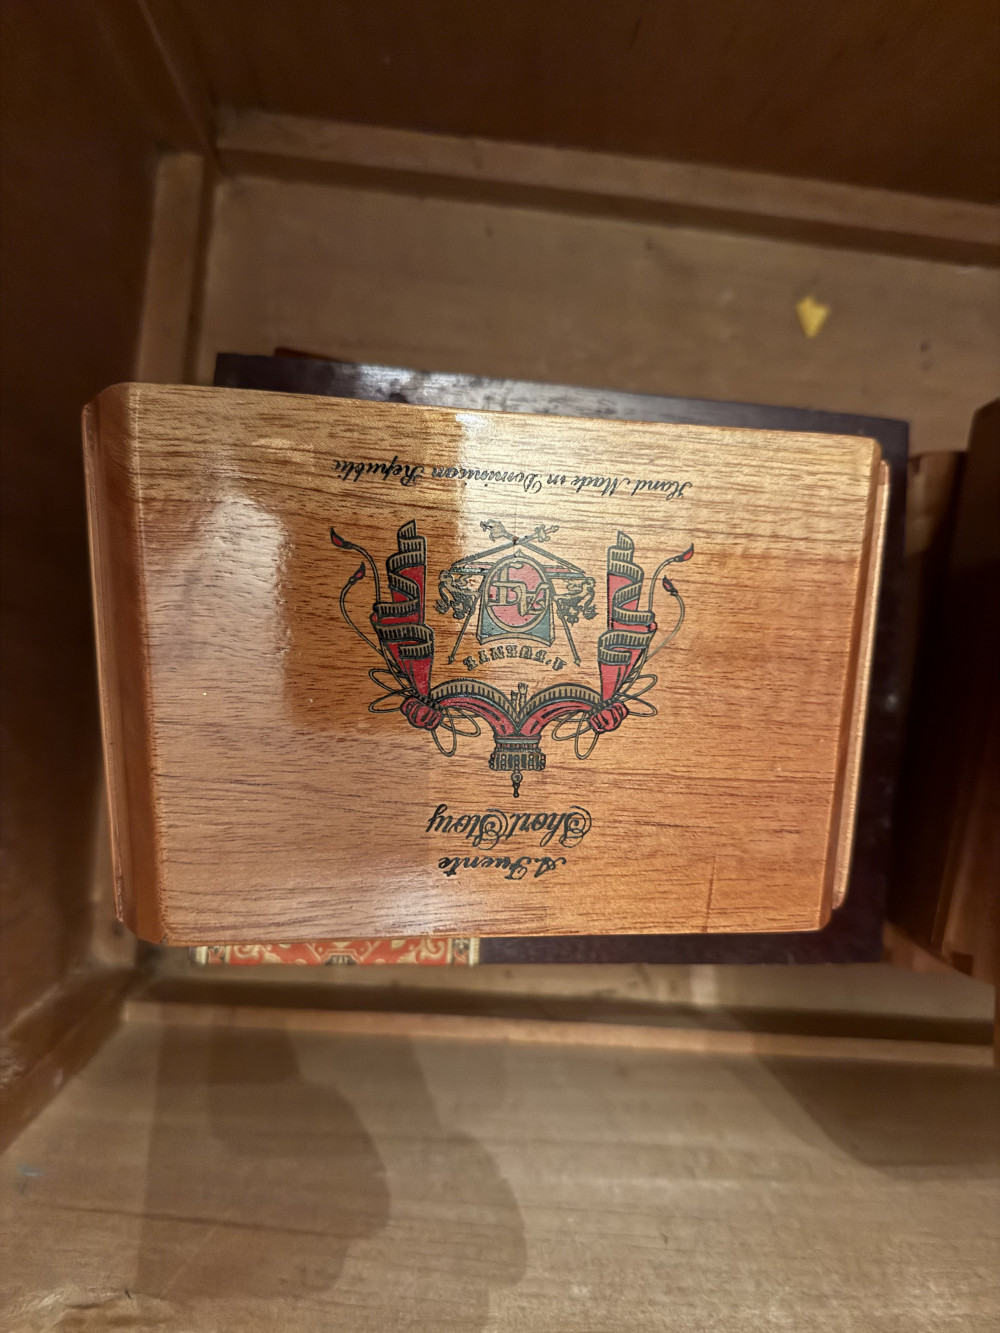 A. Fuente
Short Story
A. FUENTE
Hand Made in Dominican Republic